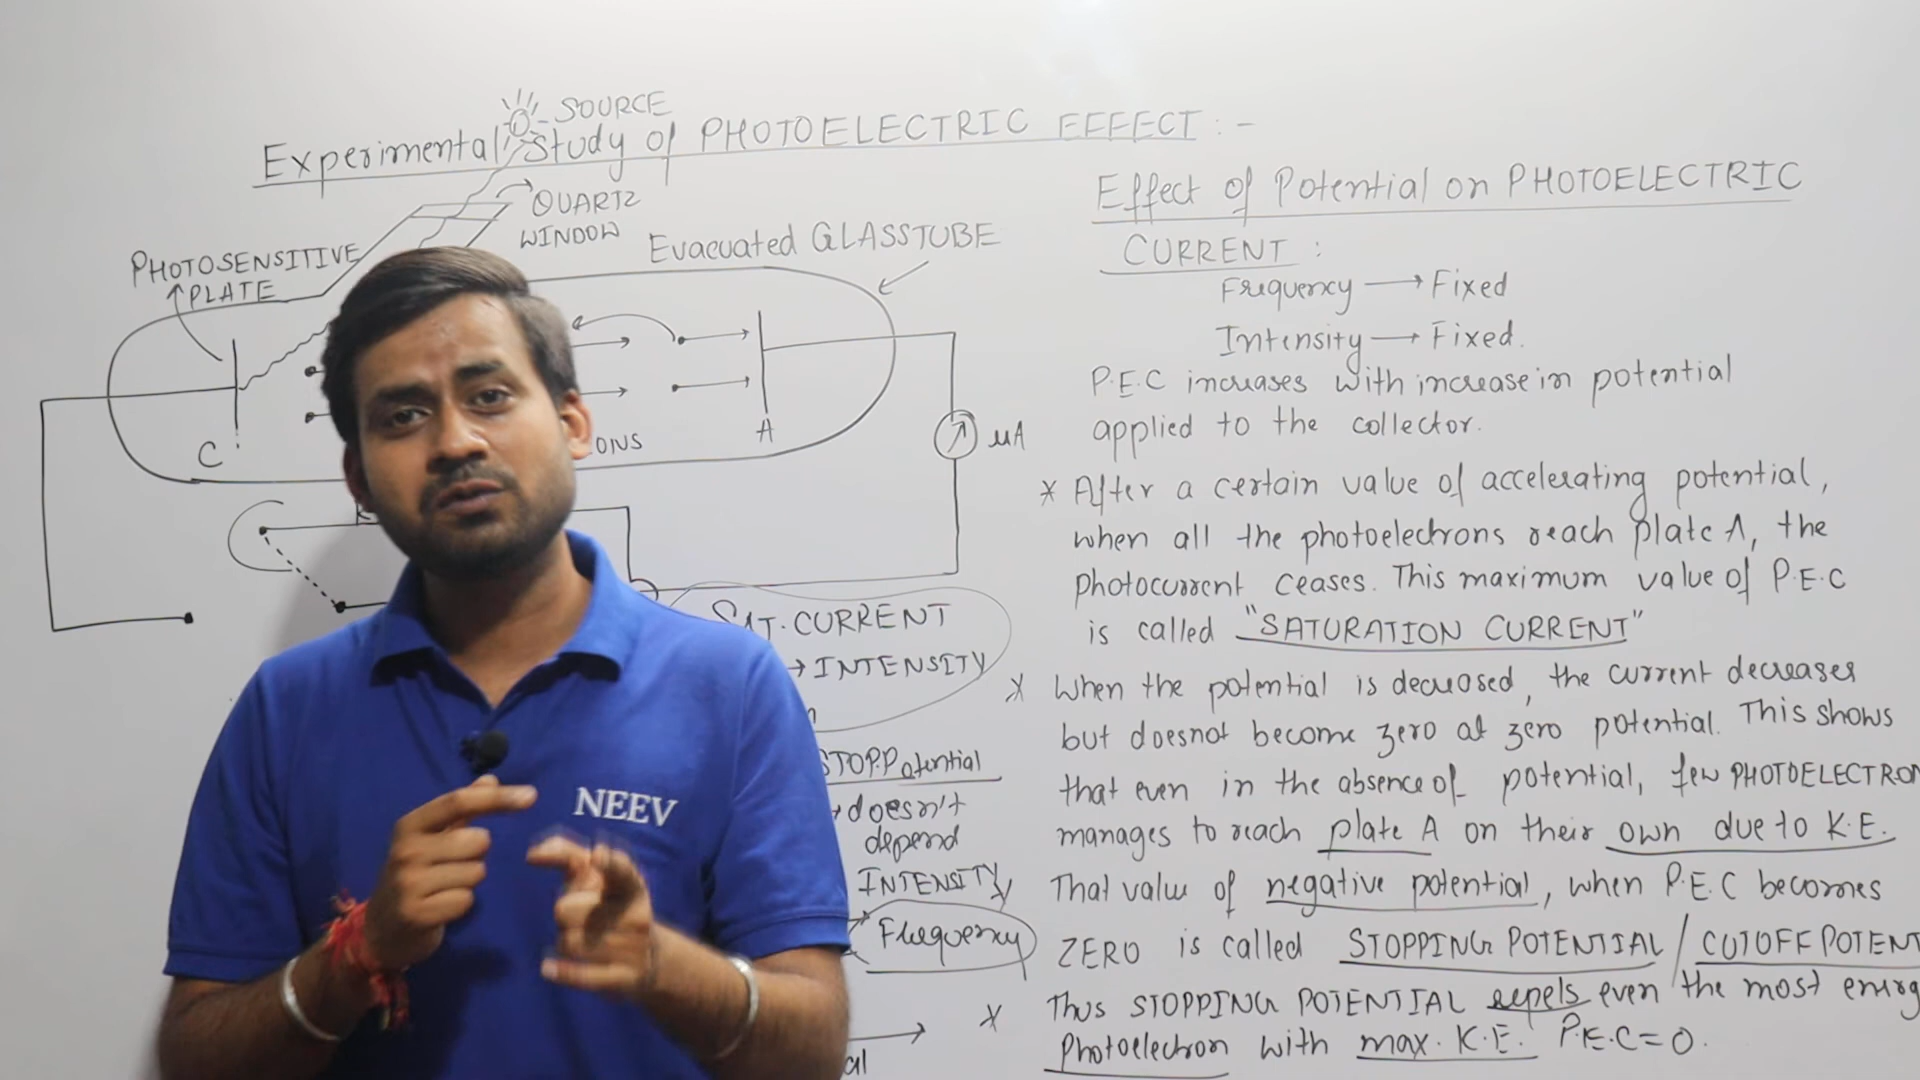 SOURCE
Experimental Study of PHOTOELECTRIC EFFECT : -
QUARTZ
WINDOW
PHOTOSENSITIVE
PLATE
Evacuated GLASSTUBE
C
A
ONS
μA
SAT. CURRENT
→ INTENSITY
STOP.Potential
→ doesn't
depend
INTENSITY
Frequency
al
NEEV
Effect of Potential on PHOTOELECTRIC
CURRENT :
Frequency → Fixed
Intensity → Fixed.
P.E.C increases with increase in potential
applied to the collector.
* After a certain value of accelerating potential,
when all the photoelectrons reach plate A, the
photocurrent ceases. This maximum value of P.E.C
is called "SATURATION CURRENT"
* When the potential is decreased, the current decreases
but doesnot become zero at zero potential. This shows
that even in the absence of potential, few PHOTOELECTRON
manages to reach plate A on their own due to K.E.
That value of negative potential, when P.E.C becomes
ZERO is called STOPPING POTENTIAL / CUTOFF POTENT
* Thus STOPPING POTENTIAL repels even the most energ
Photoelectron with max. K.E. P.E.C = 0.